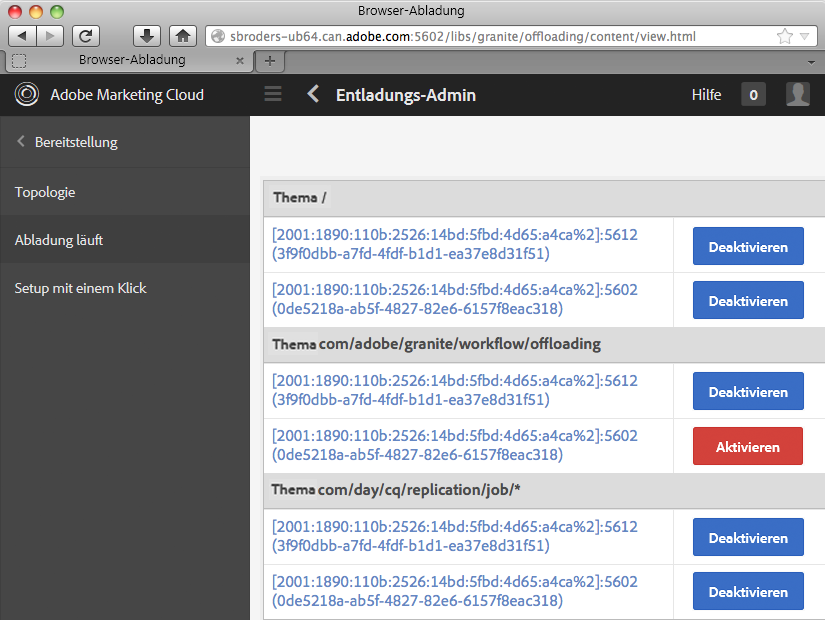 Browser-Abladung
sbroders-ub64.can.adobe.com:5602/libs/granite/offloading/content/view.html
Browser-Abladung
Adobe Marketing Cloud
Entladungs-Admin
Hilfe
0
Bereitstellung
Topologie
Abladung läuft
Setup mit einem Klick
Thema /
[2001:1890:110b:2526:14bd:5fbd:4d65:a4ca%2]:5612
(3f9f0dbb-a7fd-4fdf-b1d1-ea37e8d31f51)
Deaktivieren
[2001:1890:110b:2526:14bd:5fbd:4d65:a4ca%2]:5602
(0de5218a-ab5f-4827-82e6-6157f8eac318)
Deaktivieren
Thema com/adobe/granite/workflow/offloading
[2001:1890:110b:2526:14bd:5fbd:4d65:a4ca%2]:5612
(3f9f0dbb-a7fd-4fdf-b1d1-ea37e8d31f51)
Deaktivieren
[2001:1890:110b:2526:14bd:5fbd:4d65:a4ca%2]:5602
(0de5218a-ab5f-4827-82e6-6157f8eac318)
Aktivieren
Thema com/day/cq/replication/job/*
[2001:1890:110b:2526:14bd:5fbd:4d65:a4ca%2]:5612
(3f9f0dbb-a7fd-4fdf-b1d1-ea37e8d31f51)
Deaktivieren
[2001:1890:110b:2526:14bd:5fbd:4d65:a4ca%2]:5602
(0de5218a-ab5f-4827-82e6-6157f8eac318)
Deaktivieren